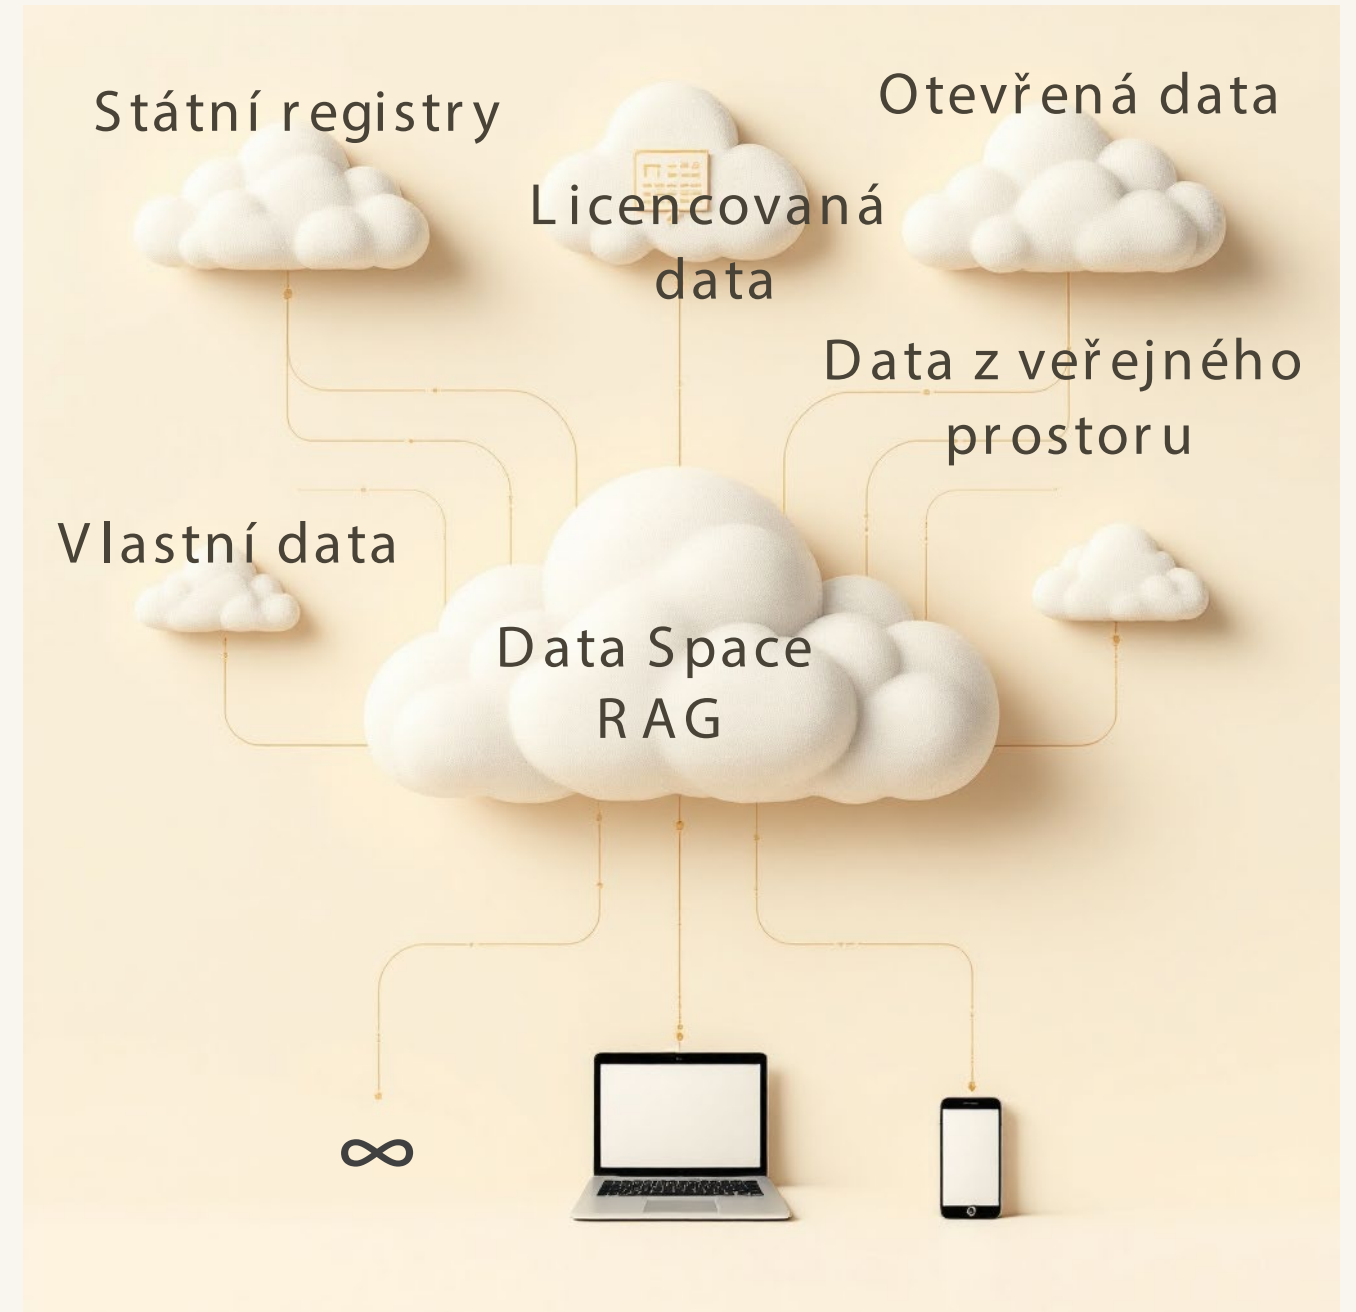 Státní registry
Otevřená data
Licencovaná
data
Data z veřejného
prostoru
Vlastní data
Data Space
RAG
∞